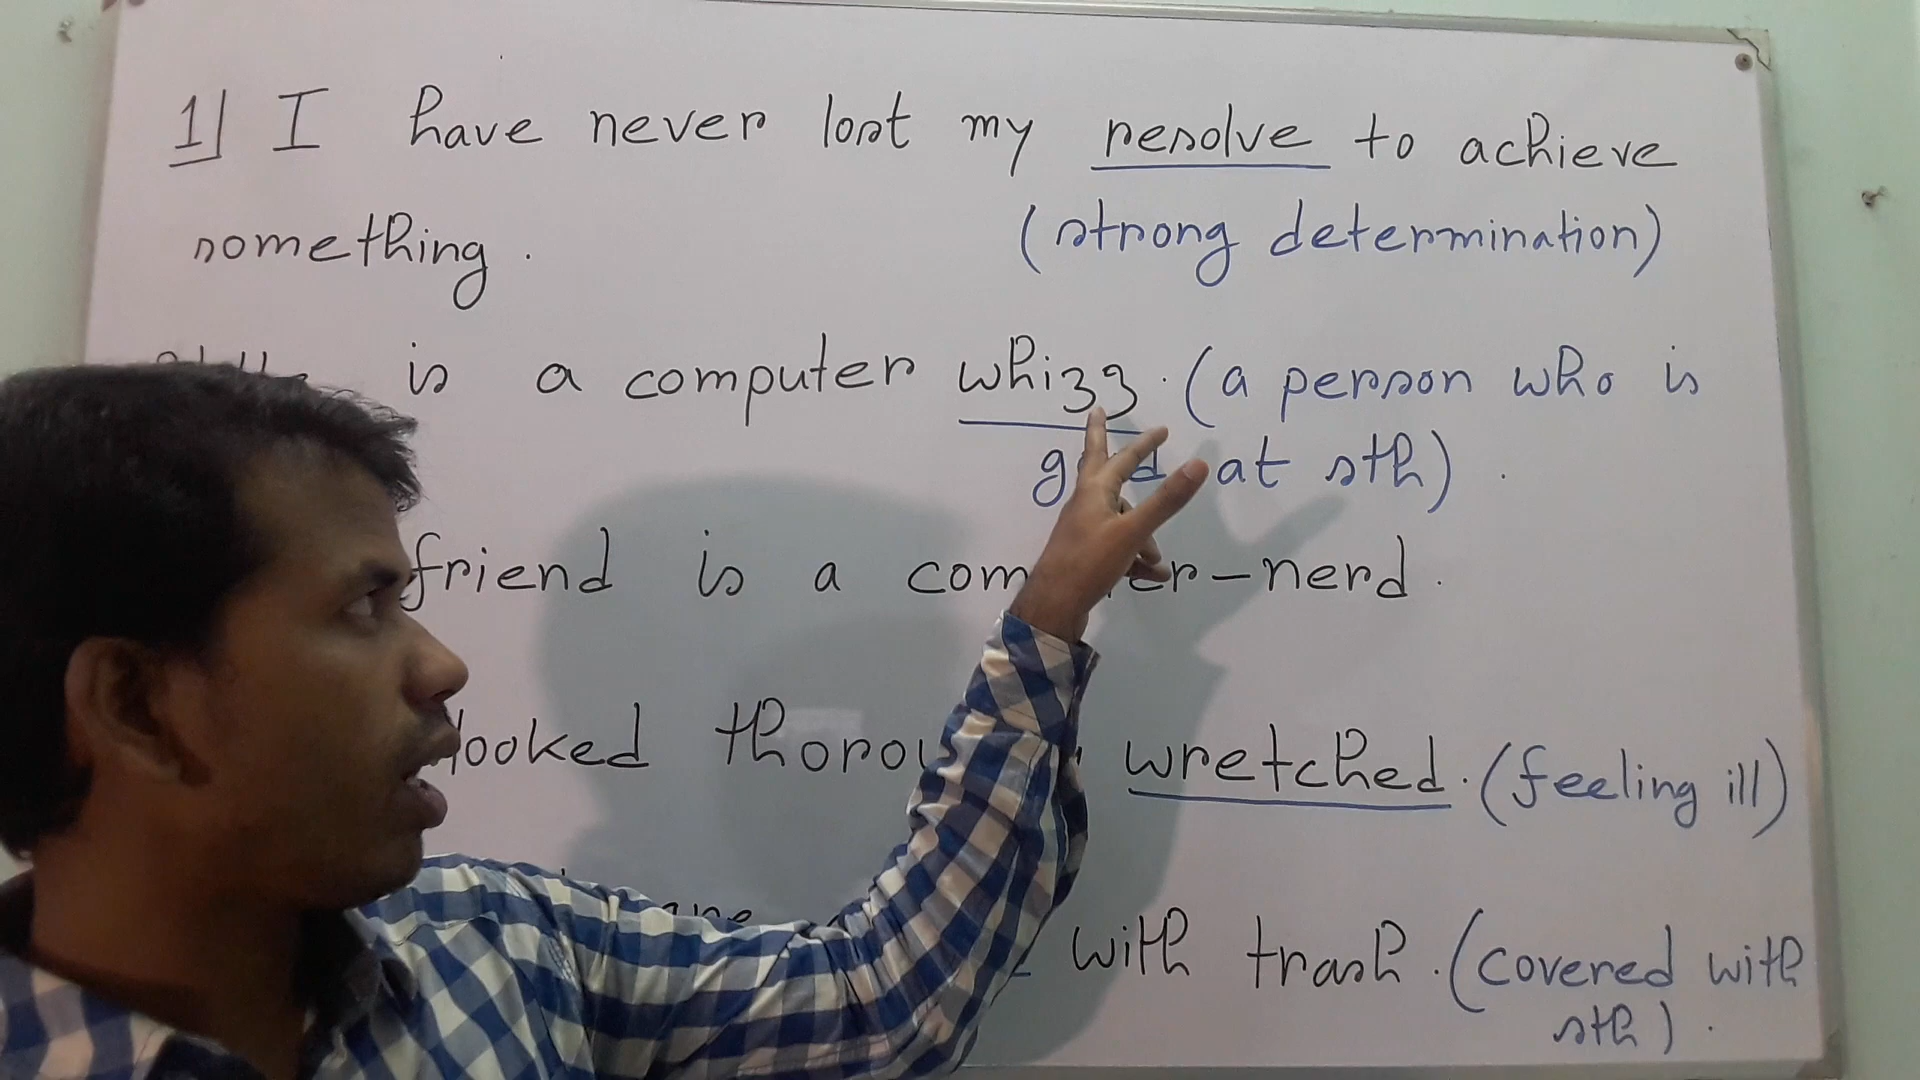 1] I have never lost my resolve to achieve
something. (strong determination)
is a computer whizz. (a person who is
good at sth).
friend is a computer-nerd.
looked thoroughly wretched. (feeling ill)
are with trash. (covered with
sth).